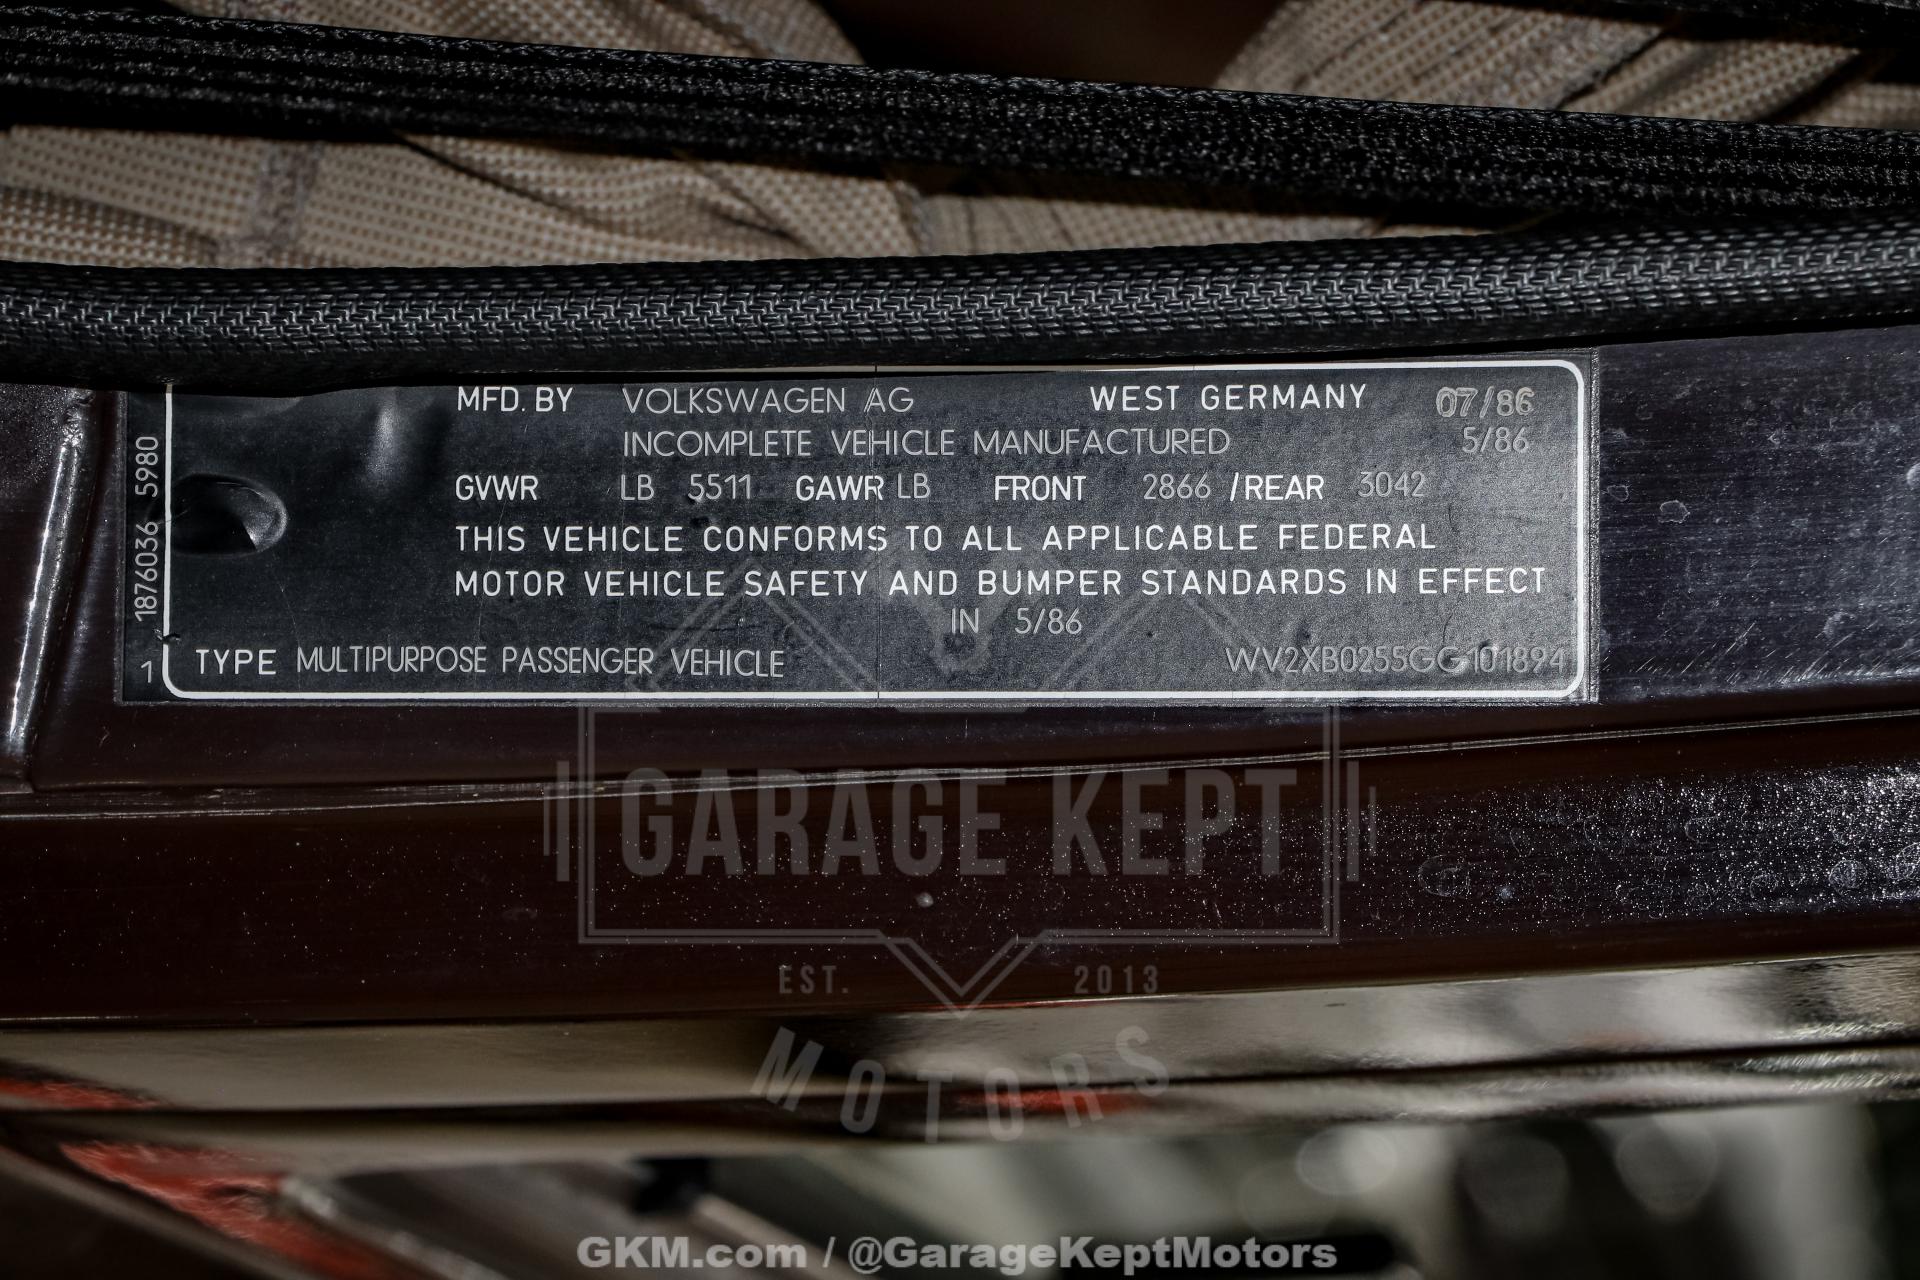 MFD. BY VOLKSWAGEN AG WEST GERMANY 07/86
INCOMPLETE VEHICLE MANUFACTURED 5/86
GVWR LB 5511 GAWR LB FRONT 2866 /REAR 3042
THIS VEHICLE CONFORMS TO ALL APPLICABLE FEDERAL
MOTOR VEHICLE SAFETY AND BUMPER STANDARDS IN EFFECT
IN 5/86
TYPE MULTIPURPOSE PASSENGER VEHICLE WV2XB0255GG101894
1 1876036 5980
GARAGE KEPT
EST. 2013
MOTORS
GKM.com / @GarageKeptMotors